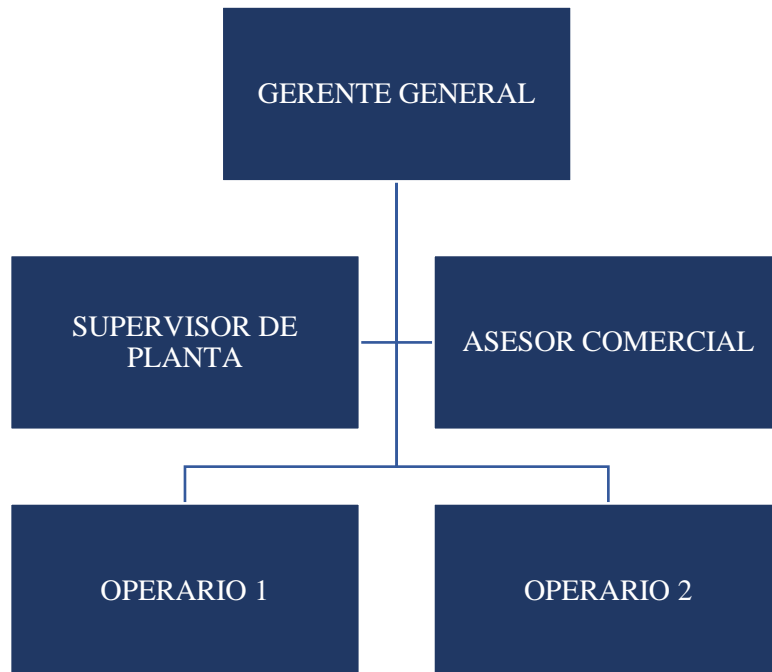 GERENTE GENERAL
SUPERVISOR DE
PLANTA
ASESOR COMERCIAL
OPERARIO 1
OPERARIO 2